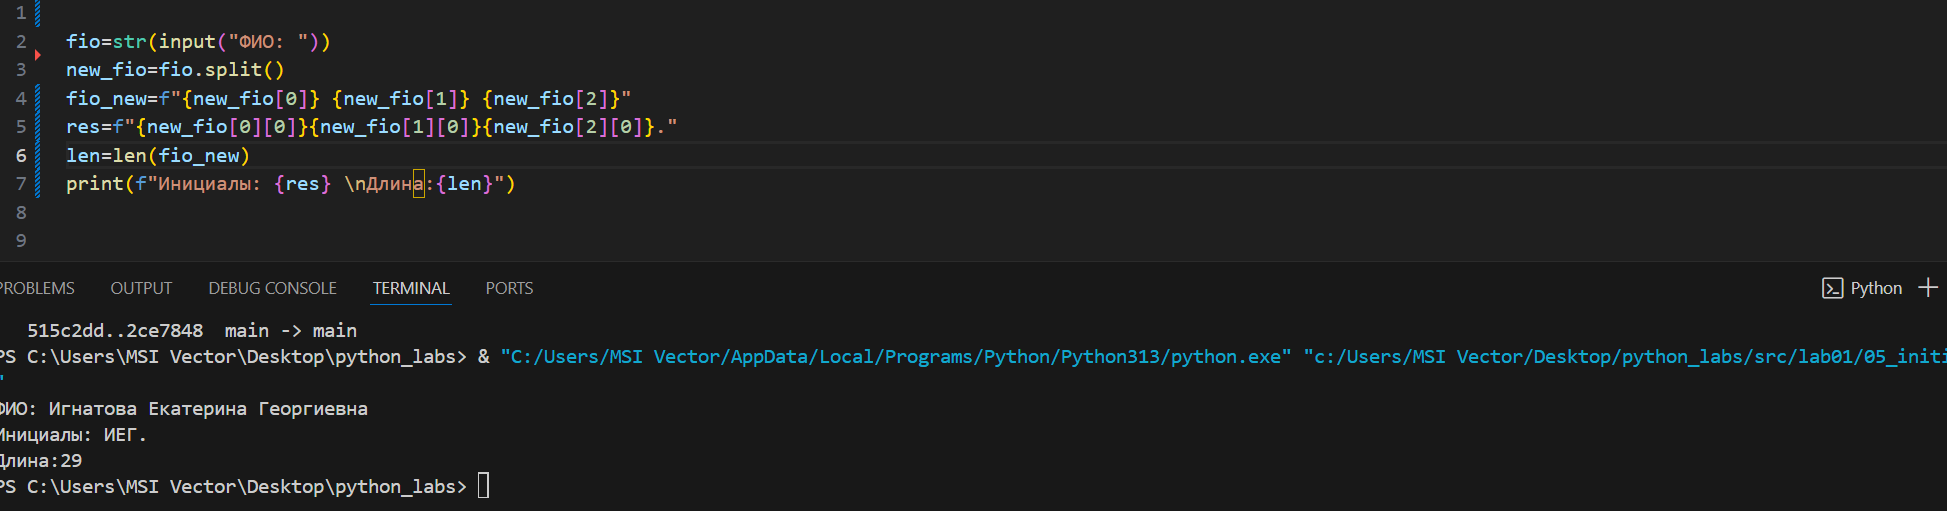 1
2 fio=str(input("ФИО: "))
3 new_fio=fio.split()
4 fio_new=f"{new_fio[0]} {new_fio[1]} {new_fio[2]}"
5 res=f"{new_fio[0][0]}{new_fio[1][0]}{new_fio[2][0]}."
6 len=len(fio_new)
7 print(f"Инициалы: {res} \nДлина:{len}")
8
9
PROBLEMS OUTPUT DEBUG CONSOLE TERMINAL PORTS Python
515c2dd..2ce7848 main -> main
PS C:\Users\MSI Vector\Desktop\python_labs> & "C:/Users/MSI Vector/AppData/Local/Programs/Python/Python313/python.exe" "c:/Users/MSI Vector/Desktop/python_labs/src/lab01/05_initi
"
ФИО: Игнатова Екатерина Георгиевна
Инициалы: ИЕГ.
Длина:29
PS C:\Users\MSI Vector\Desktop\python_labs>